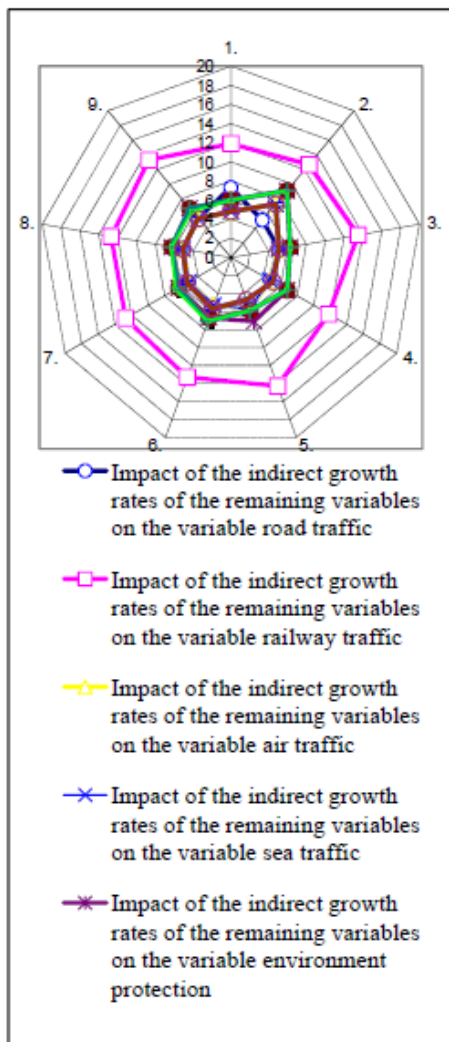 1.
20
18
16
14
12
10
8
6
4
2
0
2.
3.
4.
5.
6.
7.
8.
9.
Impact of the indirect growth
rates of the remaining variables
on the variable road traffic
Impact of the indirect growth
rates of the remaining variables
on the variable railway traffic
Impact of the indirect growth
rates of the remaining variables
on the variable air traffic
Impact of the indirect growth
rates of the remaining variables
on the variable sea traffic
Impact of the indirect growth
rates of the remaining variables
on the variable environment
protection